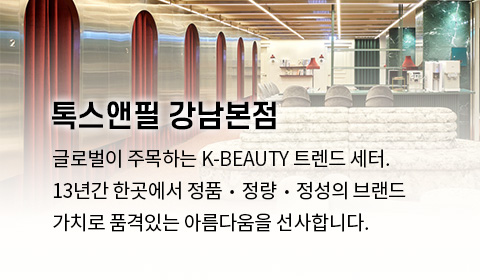 톡스앤필 강남본점
글로벌이 주목하는 K-BEAUTY 트렌드 세터.
13년간 한곳에서 정품・정량・정성의 브랜드
가치로 품격있는 아름다움을 선사합니다.